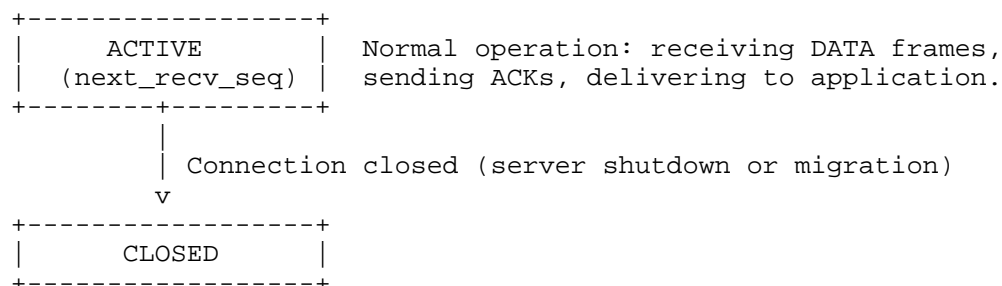 +-------------------+
|      ACTIVE       |  Normal operation: receiving DATA frames,
|  (next_recv_seq)  |  sending ACKs, delivering to application.
+--------+----------+
         |
         | Connection closed (server shutdown or migration)
         v
+-------------------+
|      CLOSED       |
+-------------------+